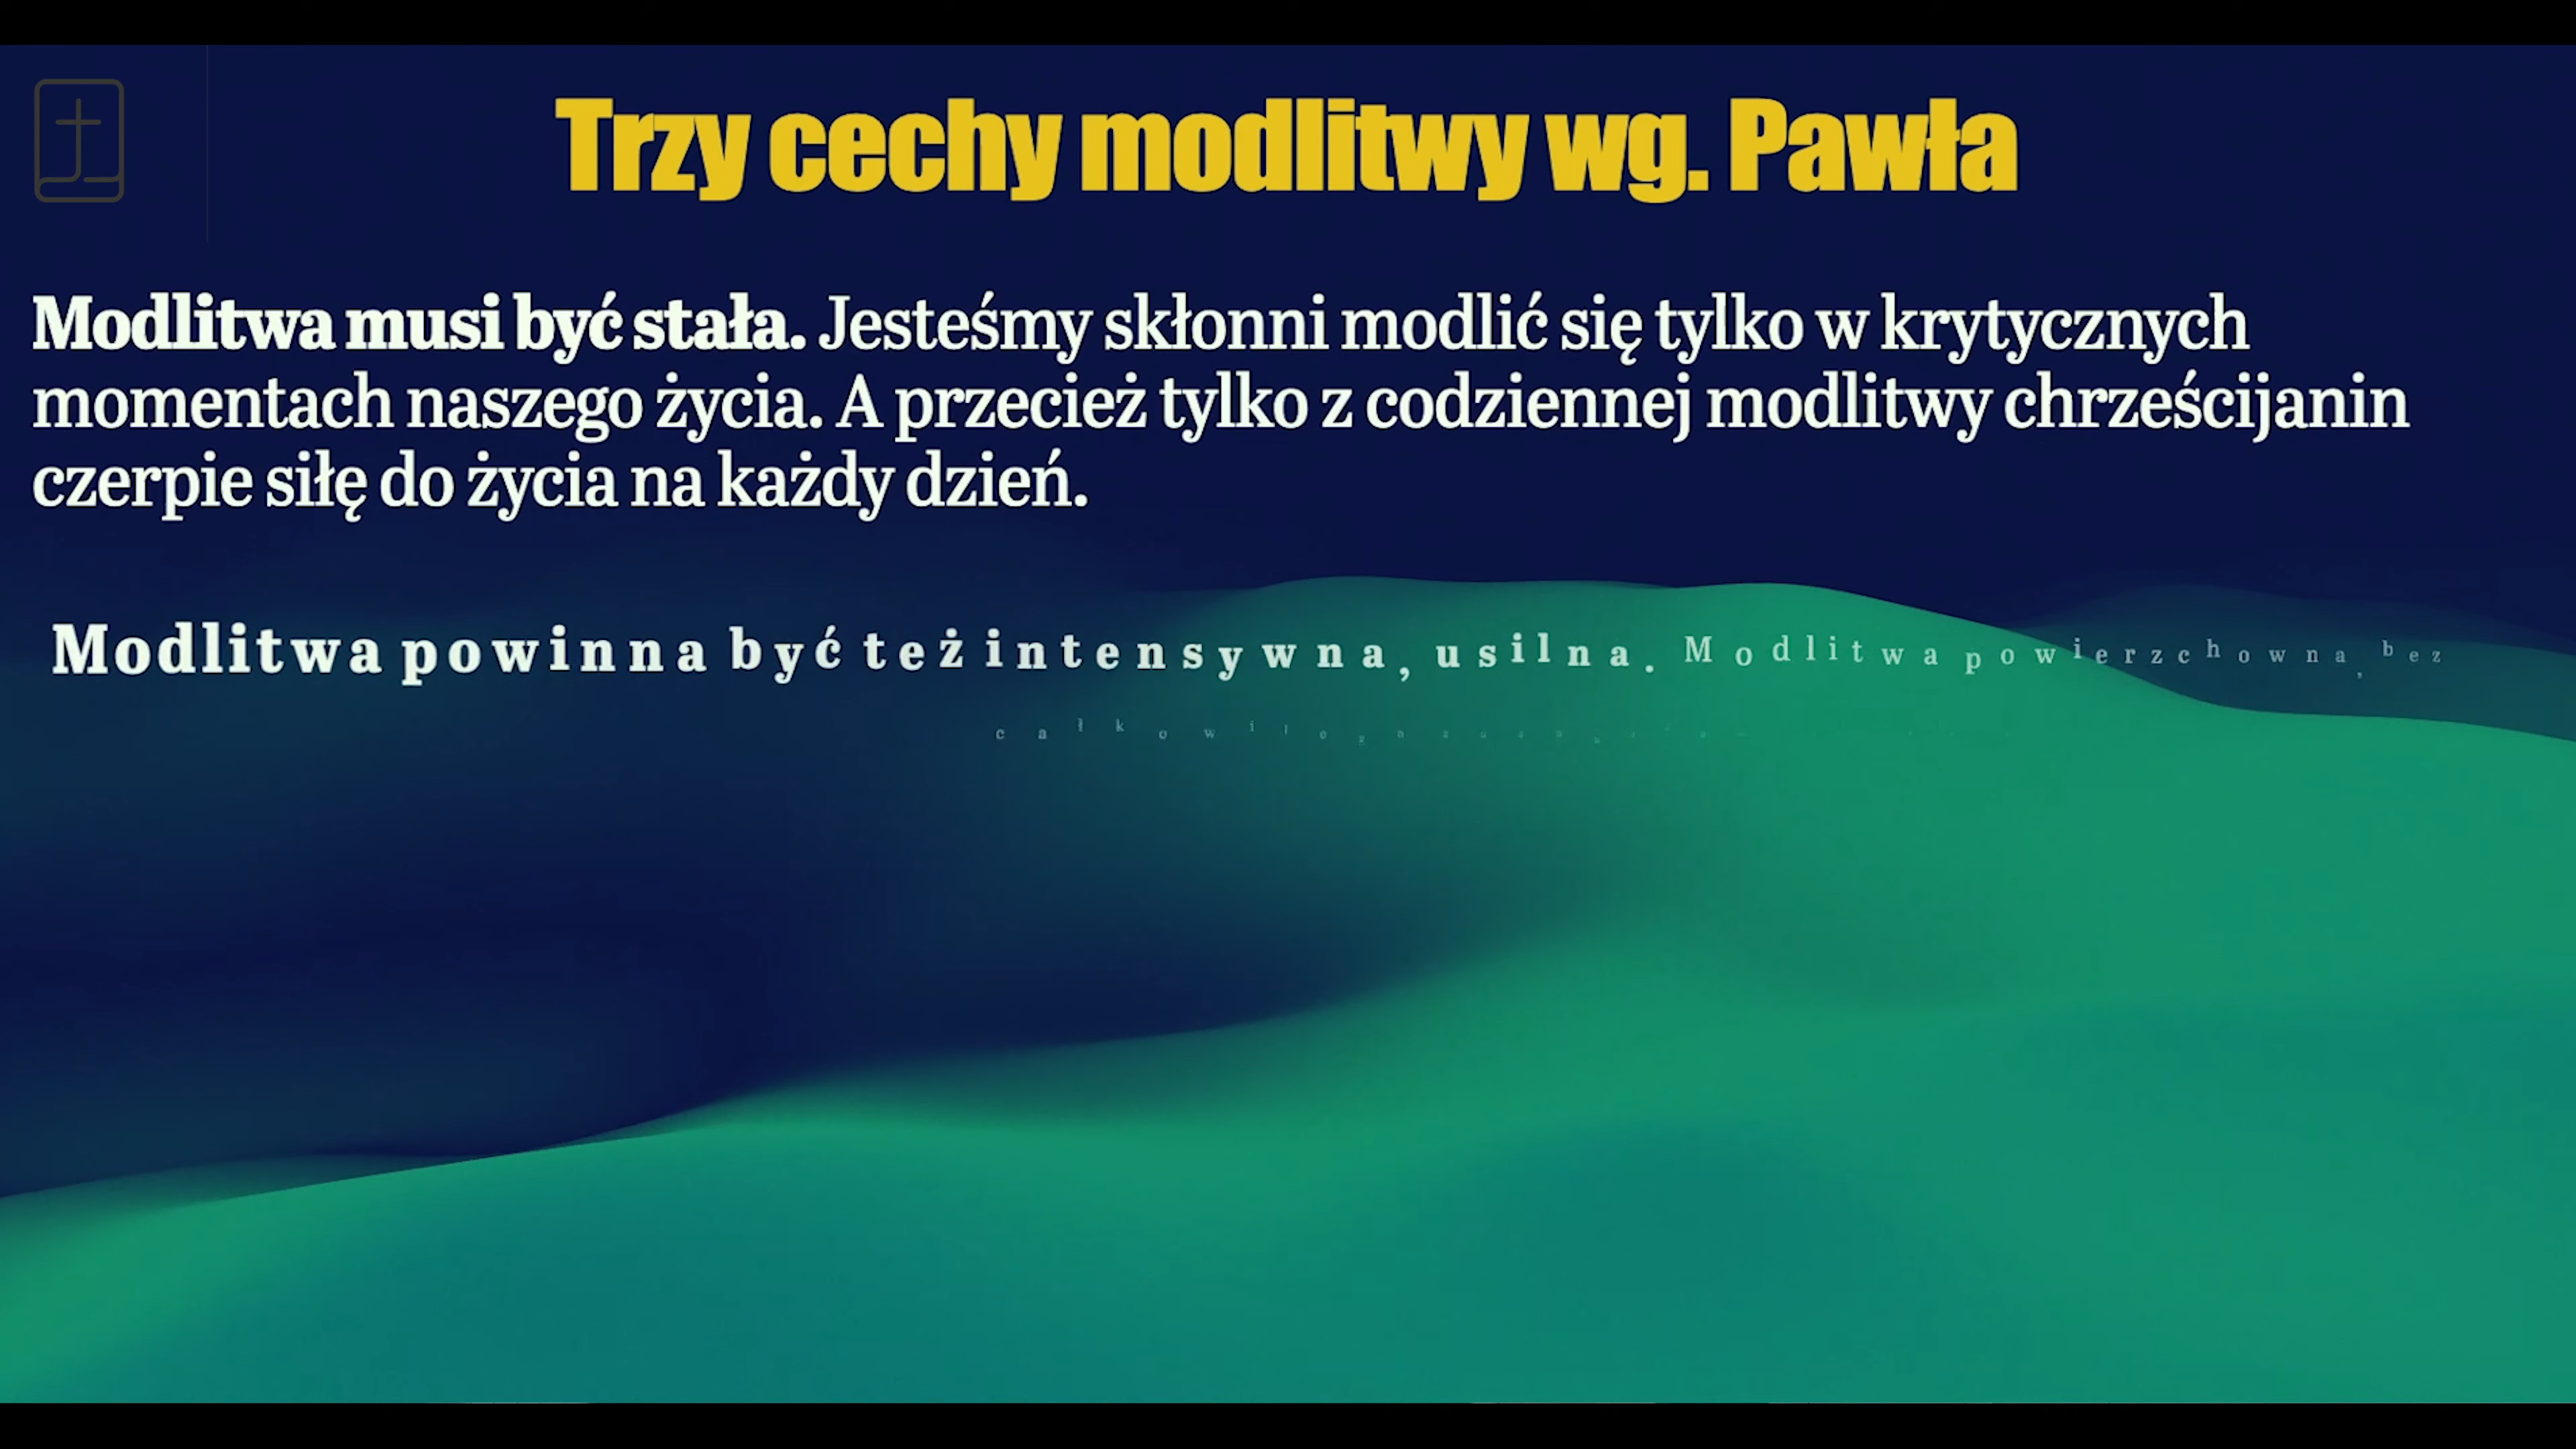 Trzy cechy modlitwy wg. Pawła
Modlitwa musi być stała. Jesteśmy skłonni modlić się tylko w krytycznych
momentach naszego życia. A przecież tylko z codziennej modlitwy chrześcijanin
czerpie siłę do życia na każdy dzień.
Modlitwa powinna być też intensywna, usilna. Modlitwa powierzchowna, bez
całkowitego